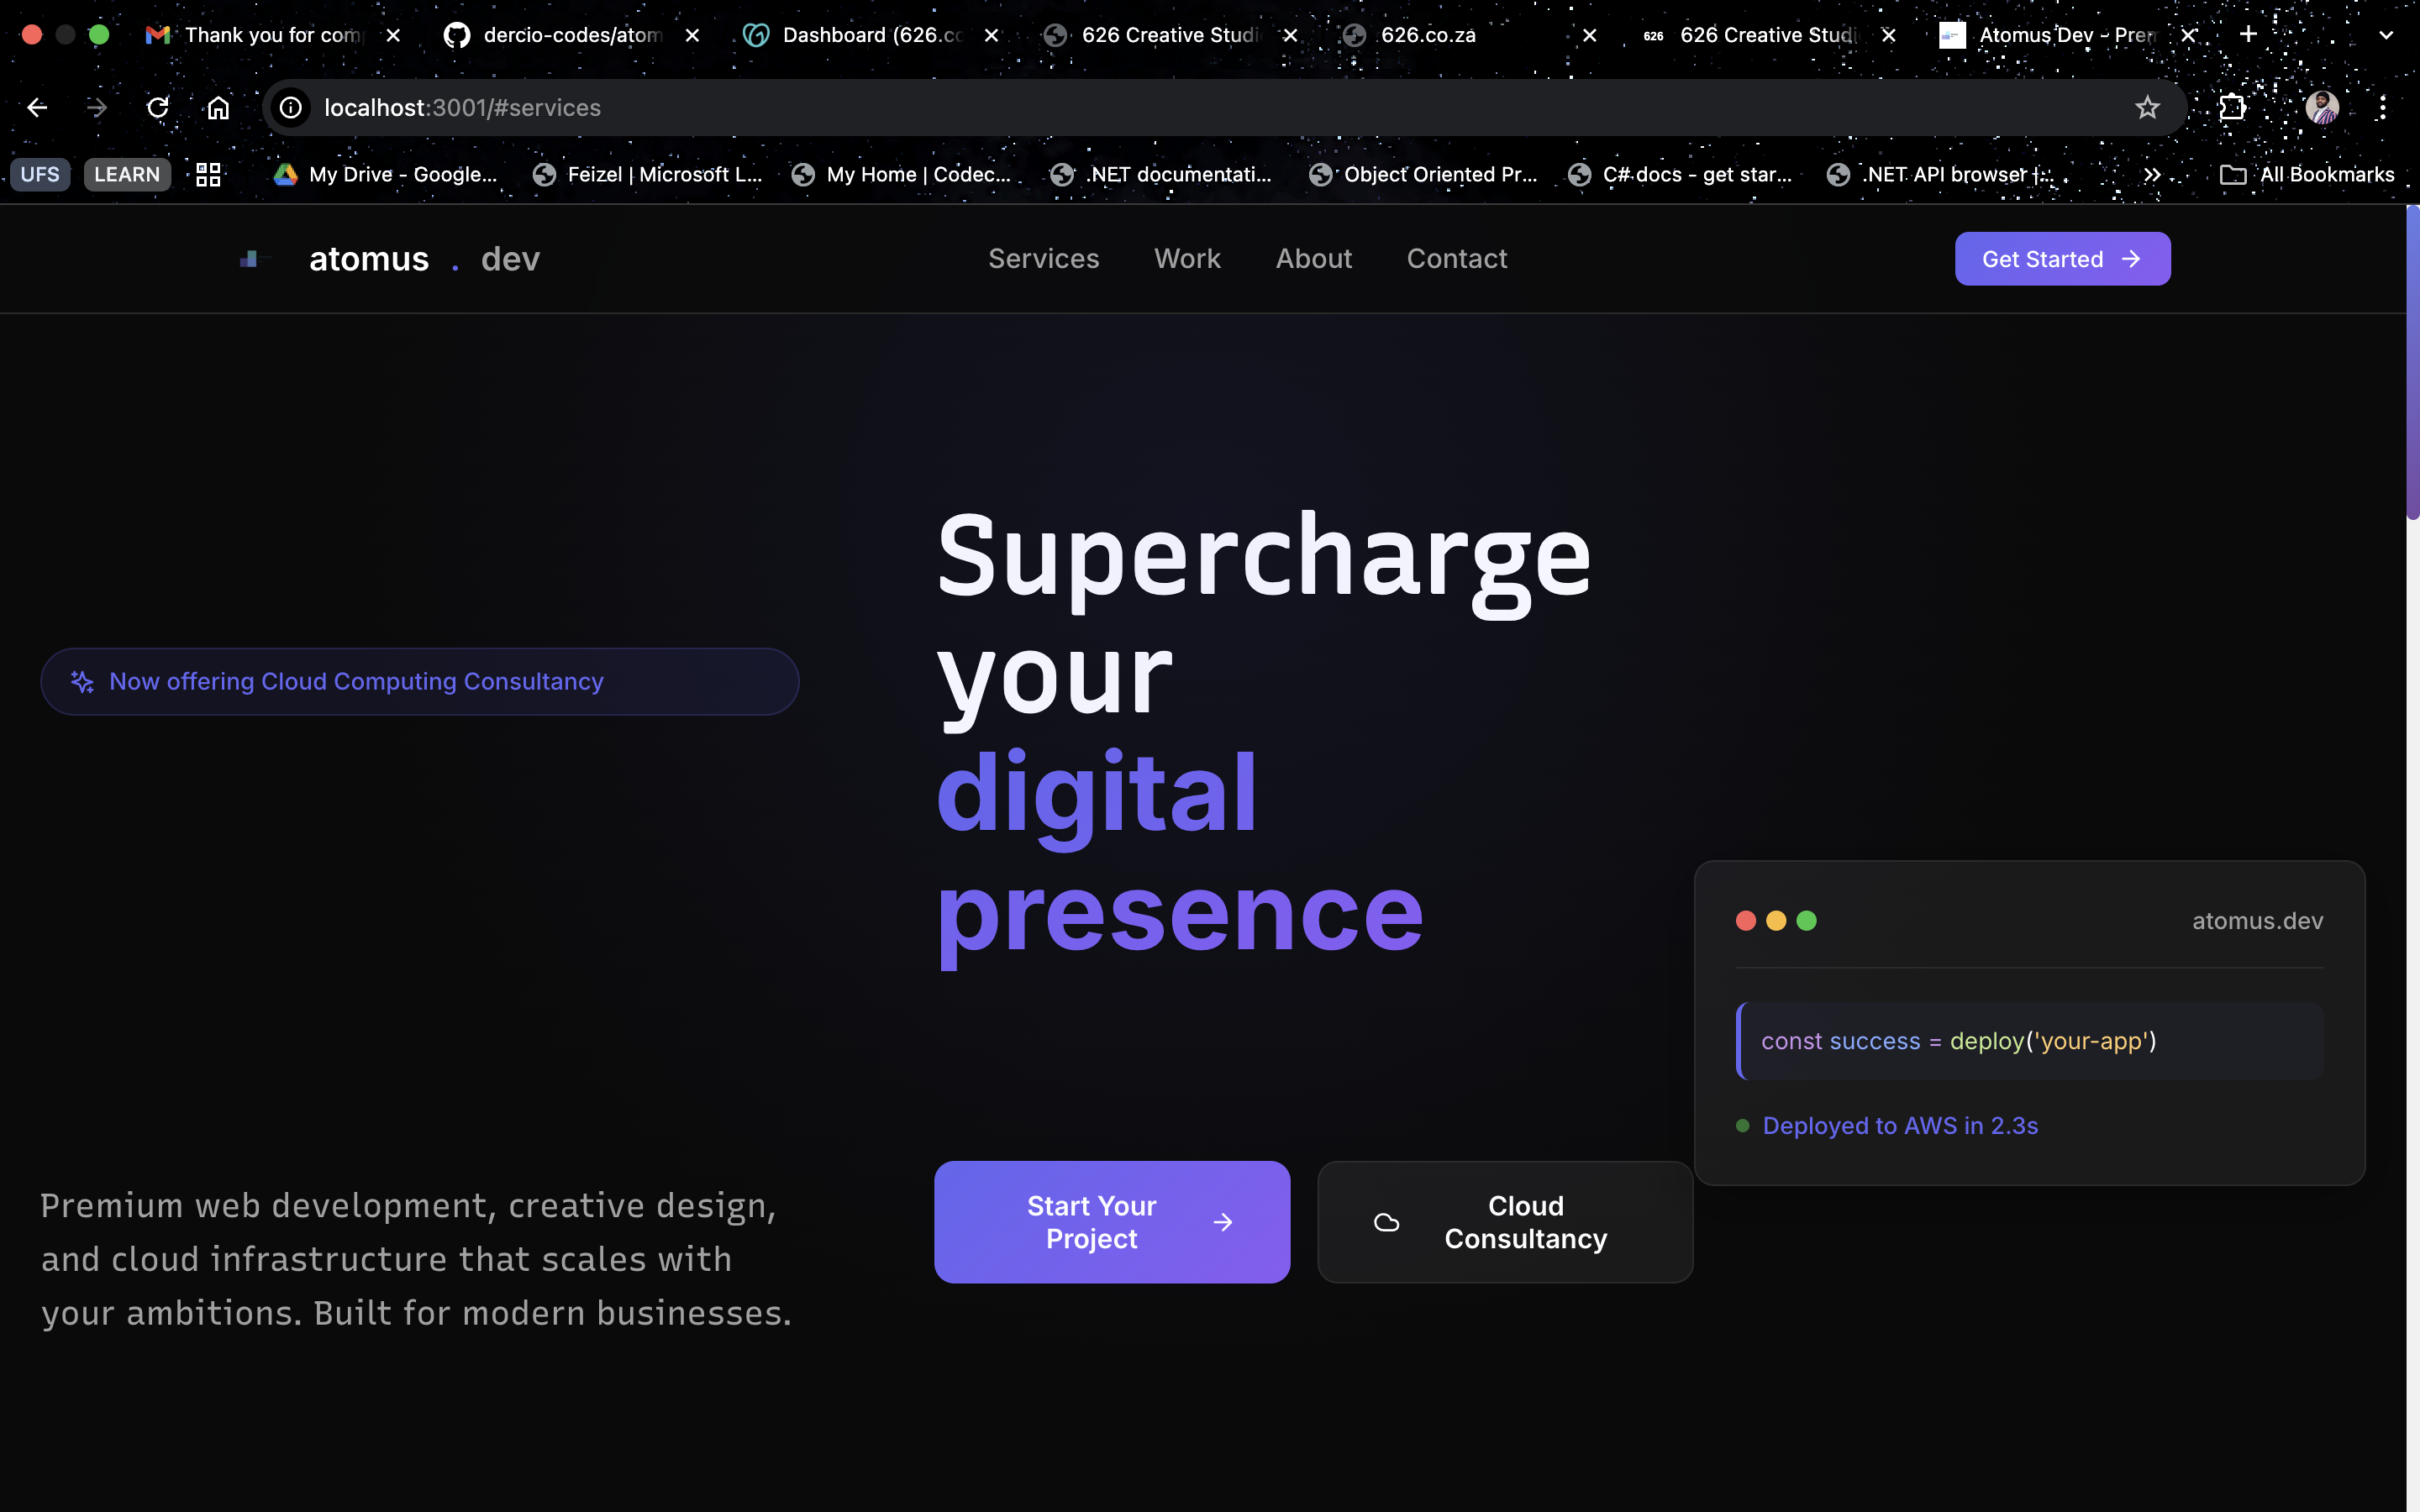 Thank you for com
dercio-codes/atom
Dashboard (626.co
626 Creative Studi
626.co.za
626
626 Creative Studi
Atomus Dev - Prem
localhost:3001/#services
UFS
LEARN
My Drive - Google...
Feizel | Microsoft L...
My Home | Codec...
.NET documentati...
Object Oriented Pr...
C# docs - get star...
.NET API browser |...
All Bookmarks
atomus . dev
Services
Work
About
Contact
Get Started
Now offering Cloud Computing Consultancy
Supercharge
your
digital
presence
atomus.dev
const success = deploy('your-app')
Deployed to AWS in 2.3s
Premium web development, creative design,
and cloud infrastructure that scales with
your ambitions. Built for modern businesses.
Start Your
Project
Cloud
Consultancy